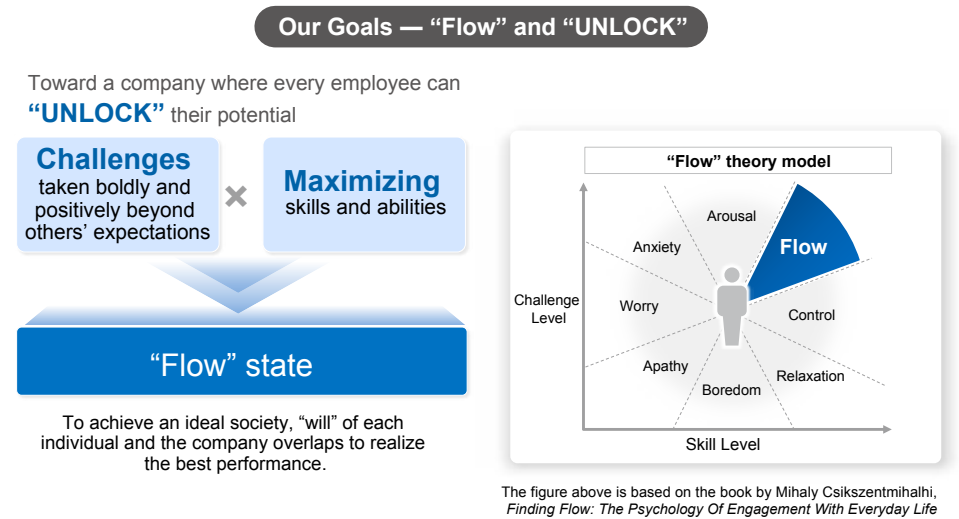 Our Goals — “Flow” and “UNLOCK”
Toward a company where every employee can
“UNLOCK” their potential
Challenges
taken boldly and
positively beyond
others’ expectations
×
Maximizing
skills and abilities
“Flow” state
To achieve an ideal society, “will” of each
individual and the company overlaps to realize
the best performance.
“Flow” theory model
Arousal
Flow
Anxiety
Challenge
Level
Worry
Control
Apathy
Relaxation
Boredom
Skill Level
The figure above is based on the book by Mihaly Csikszentmihalhi,
Finding Flow: The Psychology Of Engagement With Everyday Life